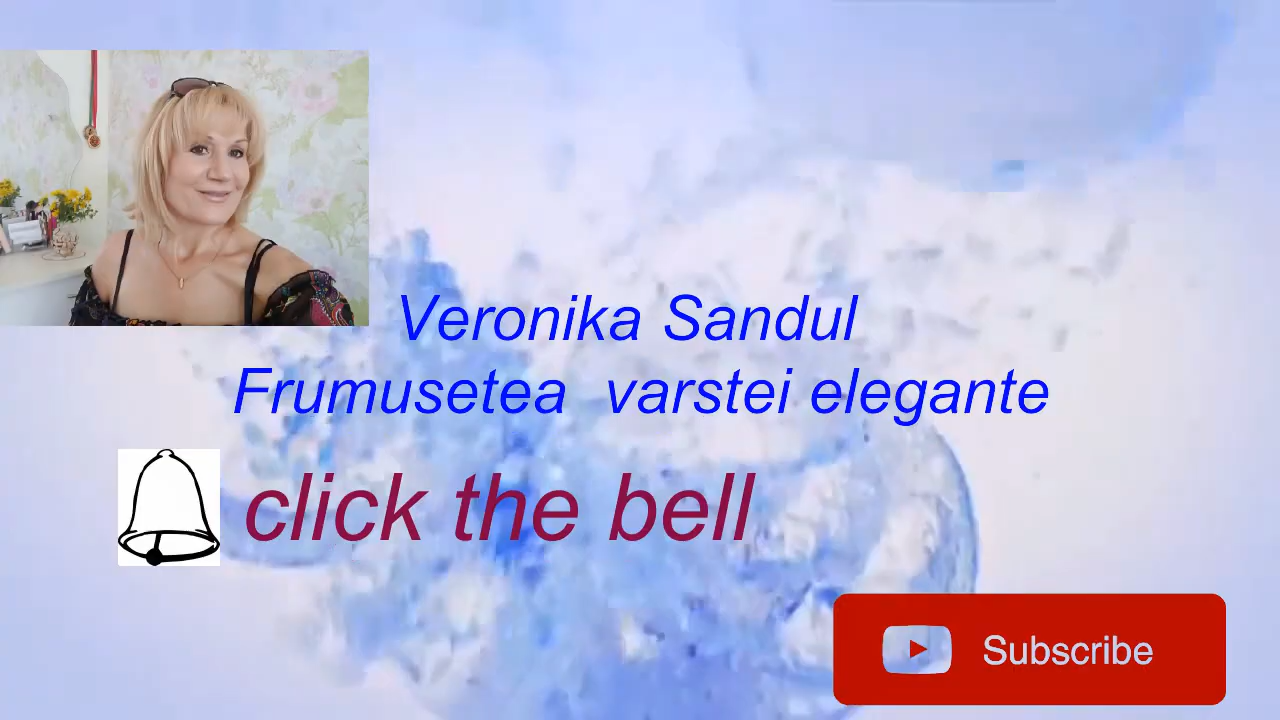 Veronika Sandul
Frumusetea varstei elegante
click the bell
Subscribe